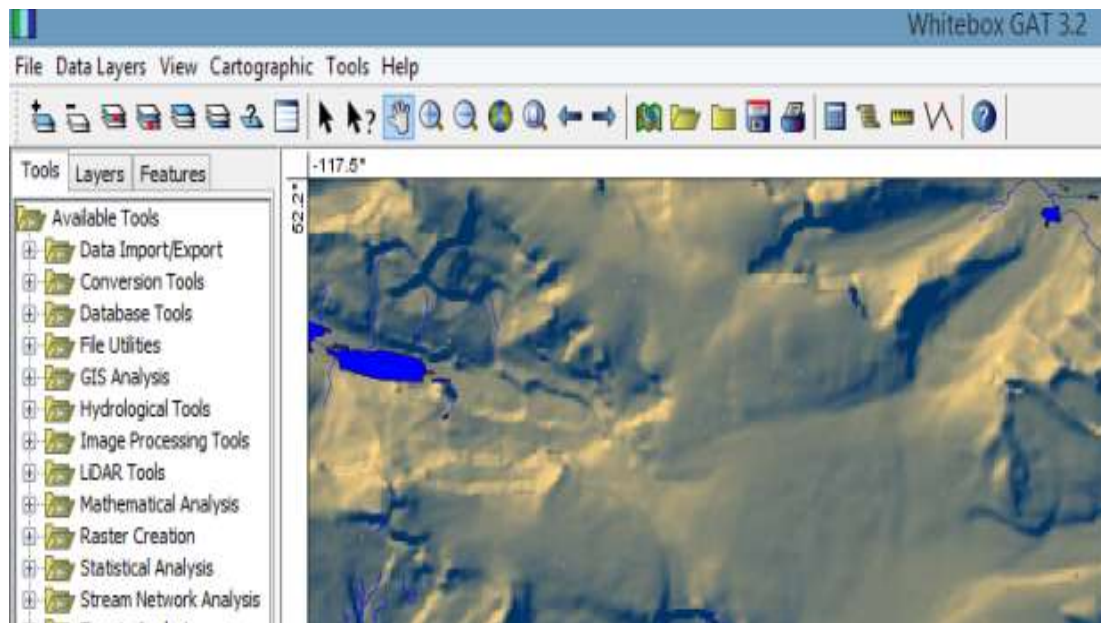 Whitebox GAT 3.2
File Data Layers View Cartographic Tools Help
Tools Layers Features
-117.5°
52.2°
Available Tools
Data Import/Export
Conversion Tools
Database Tools
File Utilities
GIS Analysis
Hydrological Tools
Image Processing Tools
LiDAR Tools
Mathematical Analysis
Raster Creation
Statistical Analysis
Stream Network Analysis